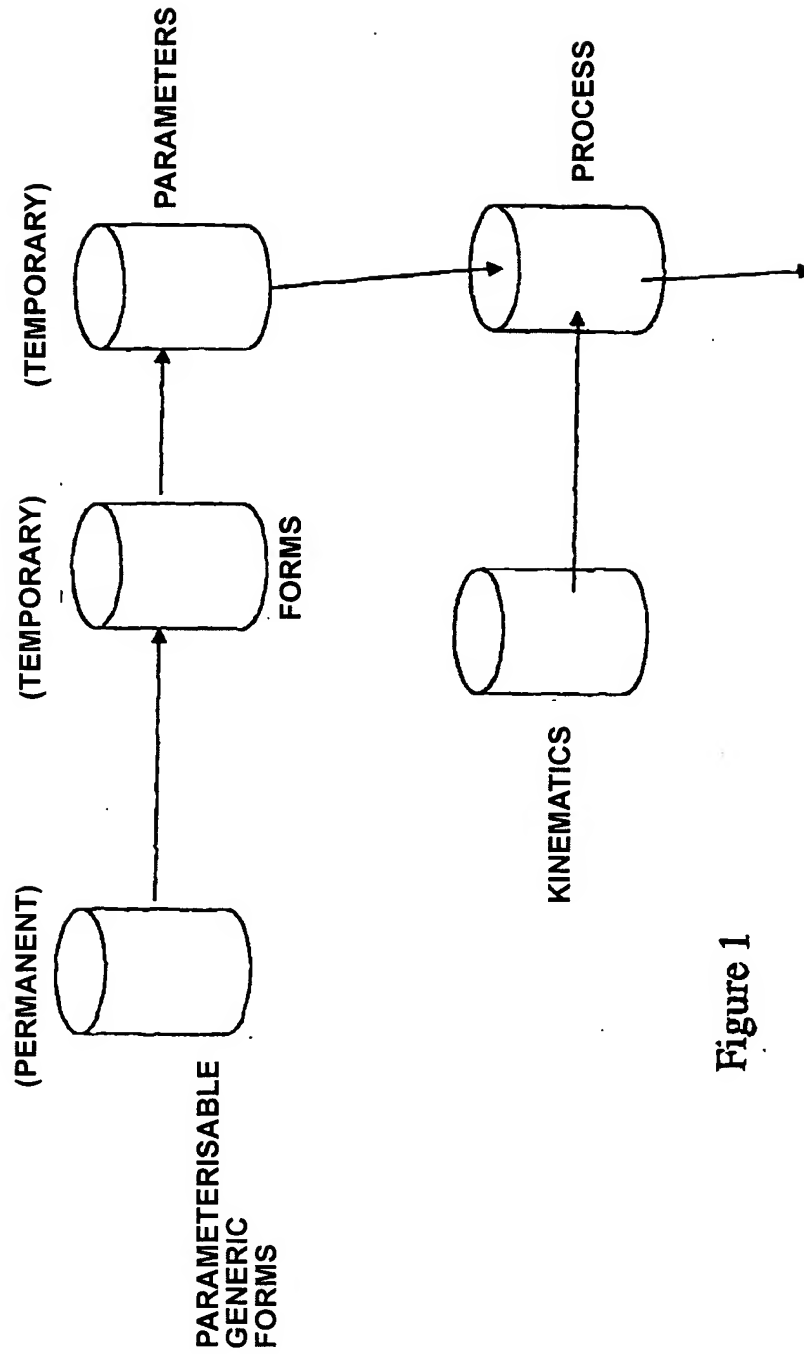 (PERMANENT)
(TEMPORARY)
(TEMPORARY)
PARAMETERISABLE
GENERIC
FORMS
FORMS
PARAMETERS
KINEMATICS
PROCESS
Figure 1